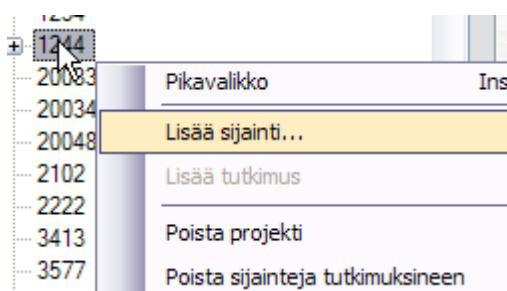 1234
1244
20033
Pikavalikko Ins
20034
Lisää sijainti...
20048
2102
Lisää tutkimus
2222
3413
Poista projekti
3577
Poista sijainteja tutkimuksineen